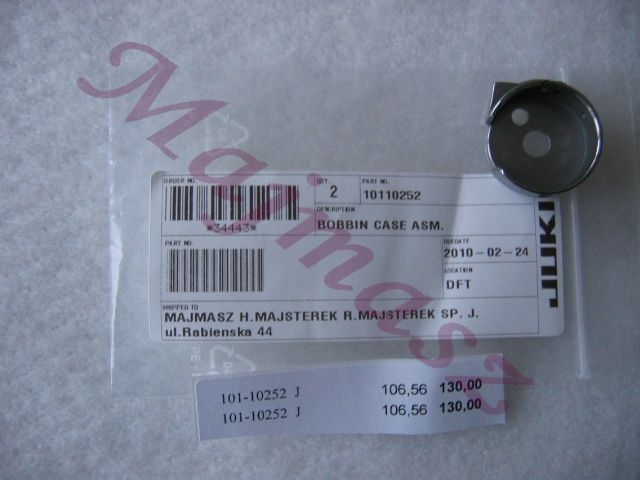 ORDER NO.
*34443*
QTY.
2
PART NO.
10110252
DESCRIPTION
BOBBIN CASE ASM.
PART NO.
DUE DATE
2010-02-24
LOCATION
DFT
SHIPPED TO
MAJMASZ H.MAJSTEREK R.MAJSTEREK SP. J.
ul.Rabienska 44
JUKI
101-10252 J 106,56 130,00
101-10252 J 106,56 130,00
Majmasz